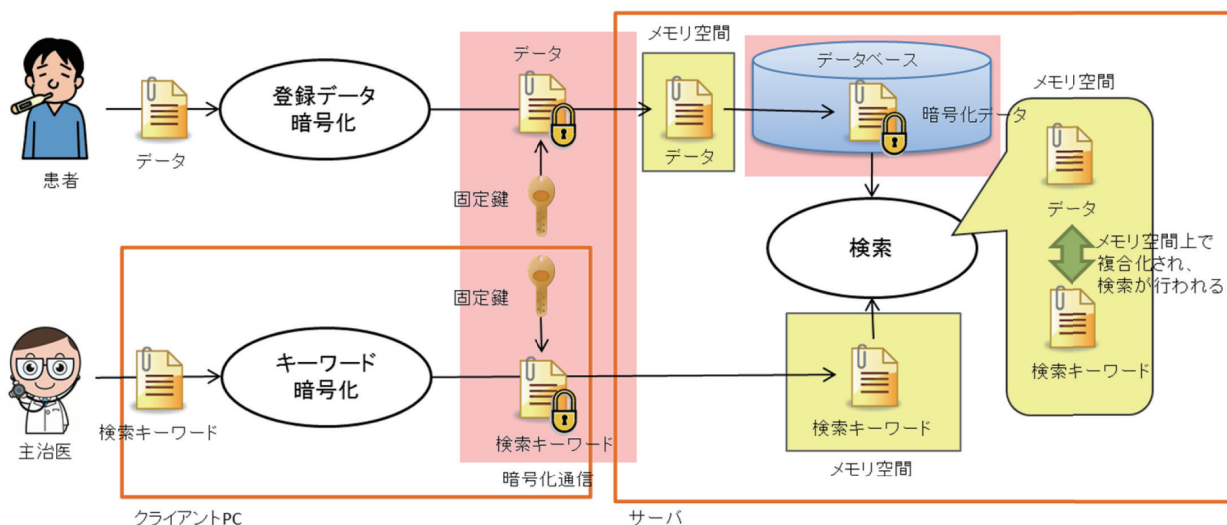 患者
データ
登録データ
暗号化
データ
固定鍵
メモリ空間
データ
データベース
暗号化データ
メモリ空間
データ
メモリ空間上で
複合化され、
検索が行われる
検索キーワード
検索
主治医
検索キーワード
キーワード
暗号化
固定鍵
検索キーワード
暗号化通信
検索キーワード
メモリ空間
クライアントPC
サーバ